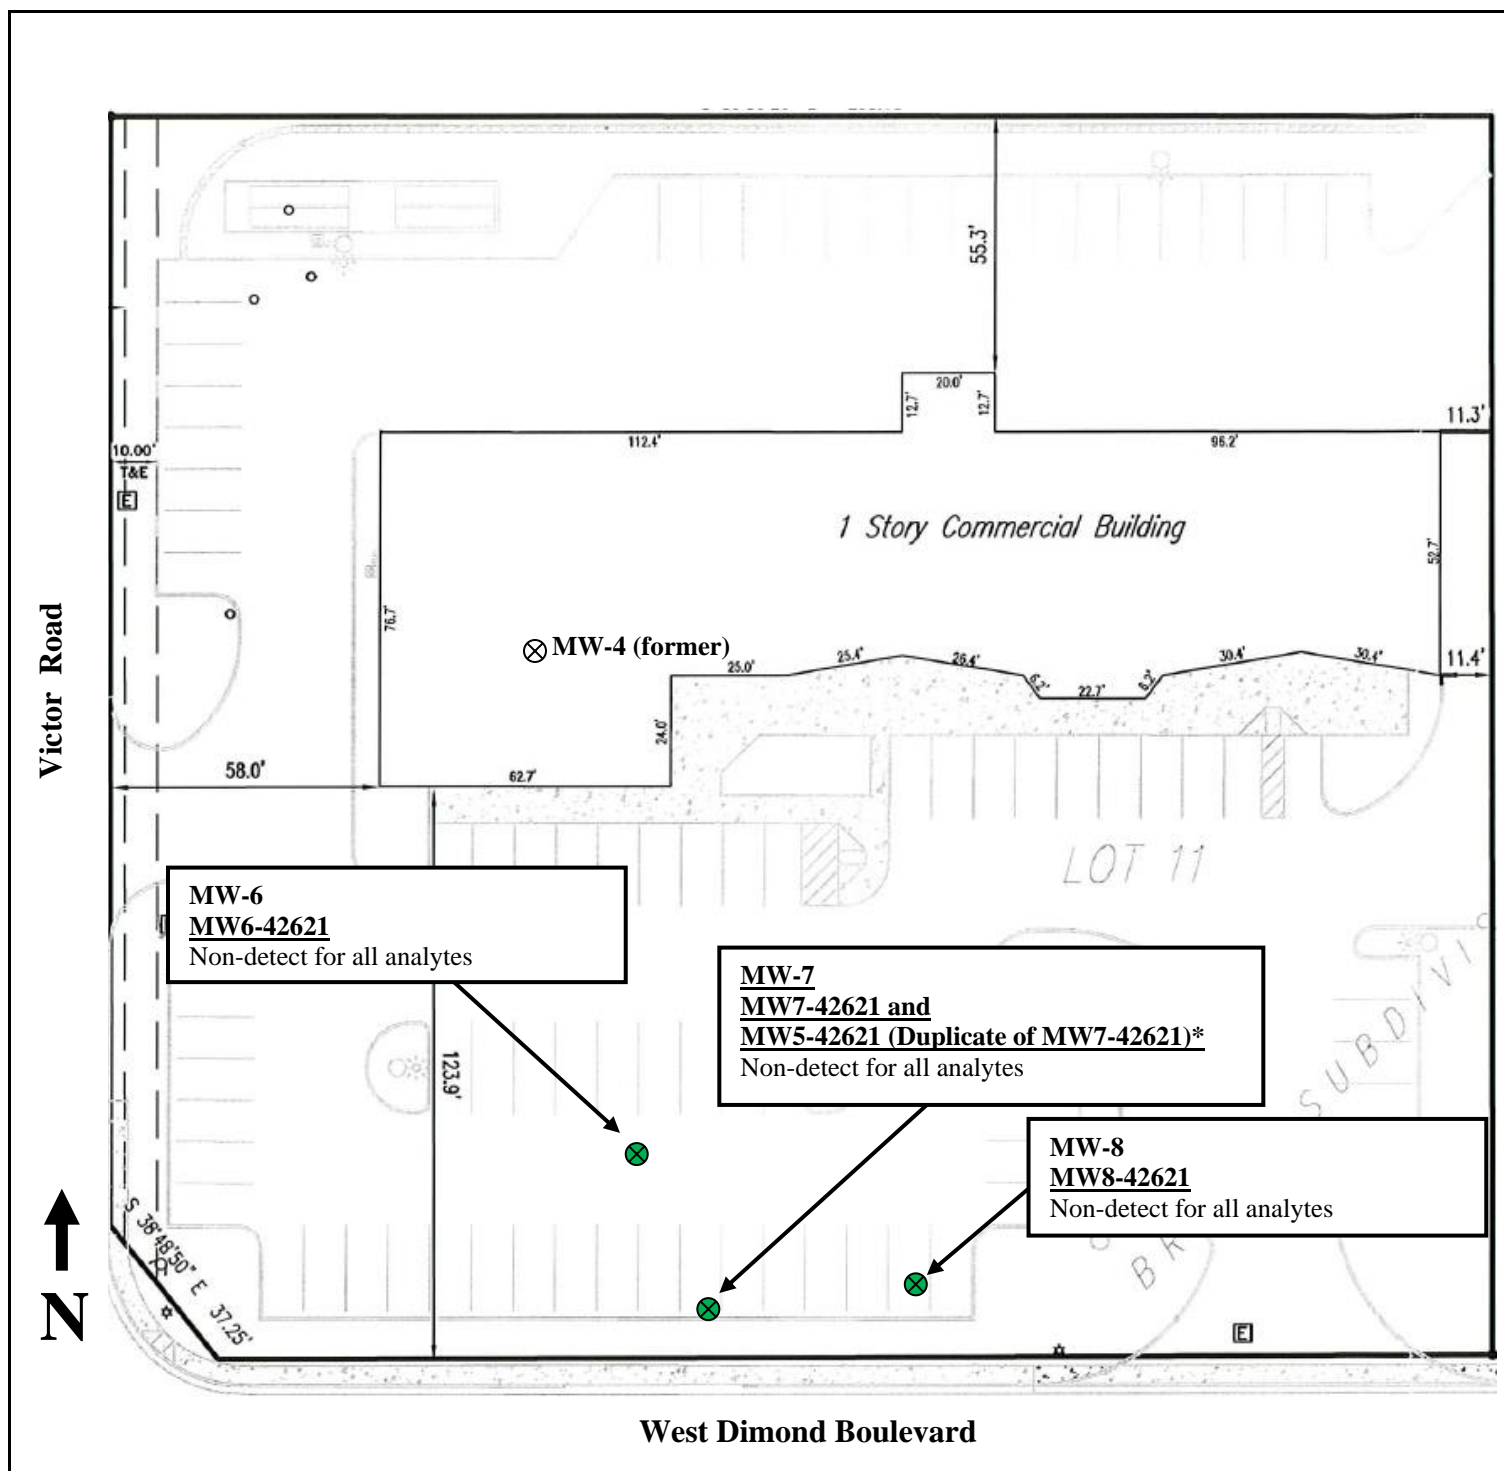 55.3'
20.0'
12.7'
12.7'
11.3'
112.4'
96.2'
10.00'
T&E
E
1 Story Commercial Building
52.7'
76.7'
Victor Road
MW-4 (former)
25.0'
25.4'
26.4'
6.2'
22.7'
6.2'
30.4'
30.4'
11.4'
24.0'
58.0'
62.7'
LOT 11
MW-6
MW6-42621
Non-detect for all analytes
MW-7
MW7-42621 and
MW5-42621 (Duplicate of MW7-42621)*
Non-detect for all analytes
123.9'
MW-8
MW8-42621
Non-detect for all analytes
S 38°48'50" E 37.25'
N
E
West Dimond Boulevard